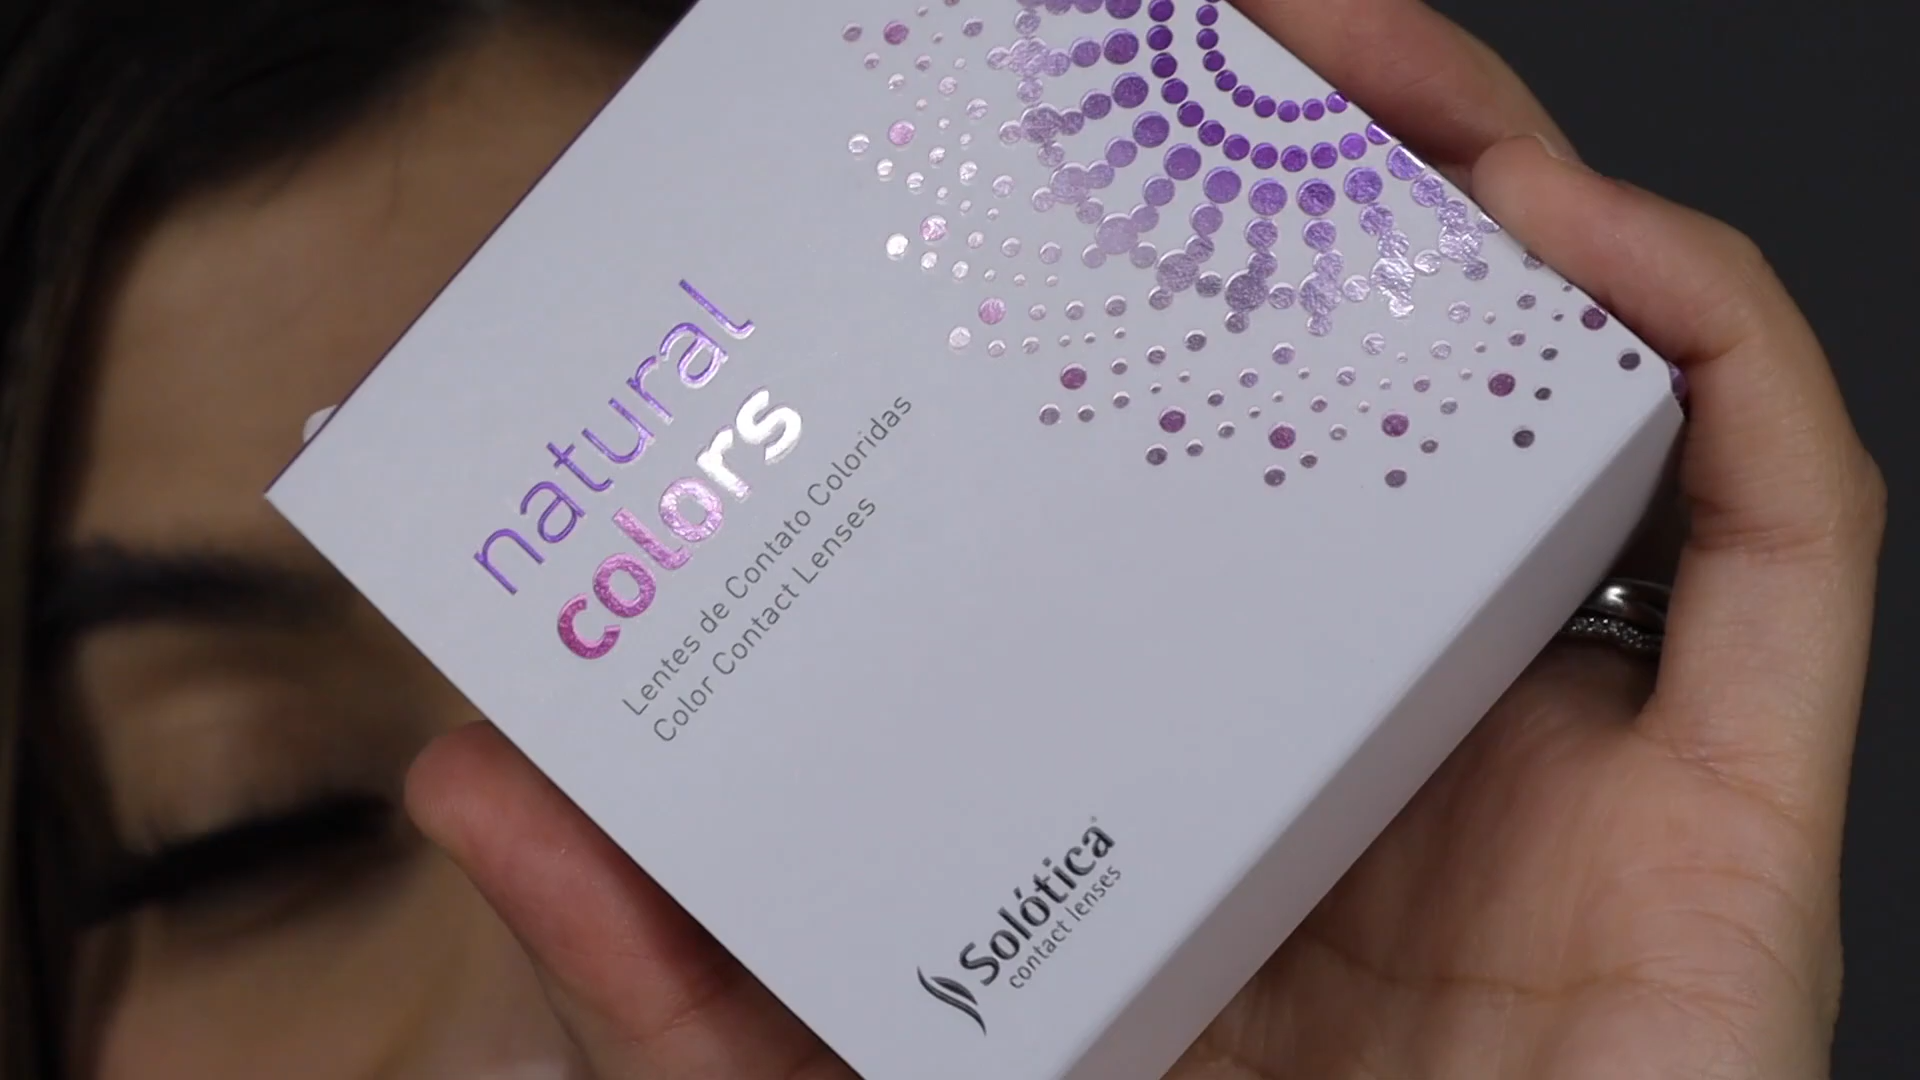 natural
colors
Lentes de Contato Coloridas
Color Contact Lenses
Solótica
contact lenses